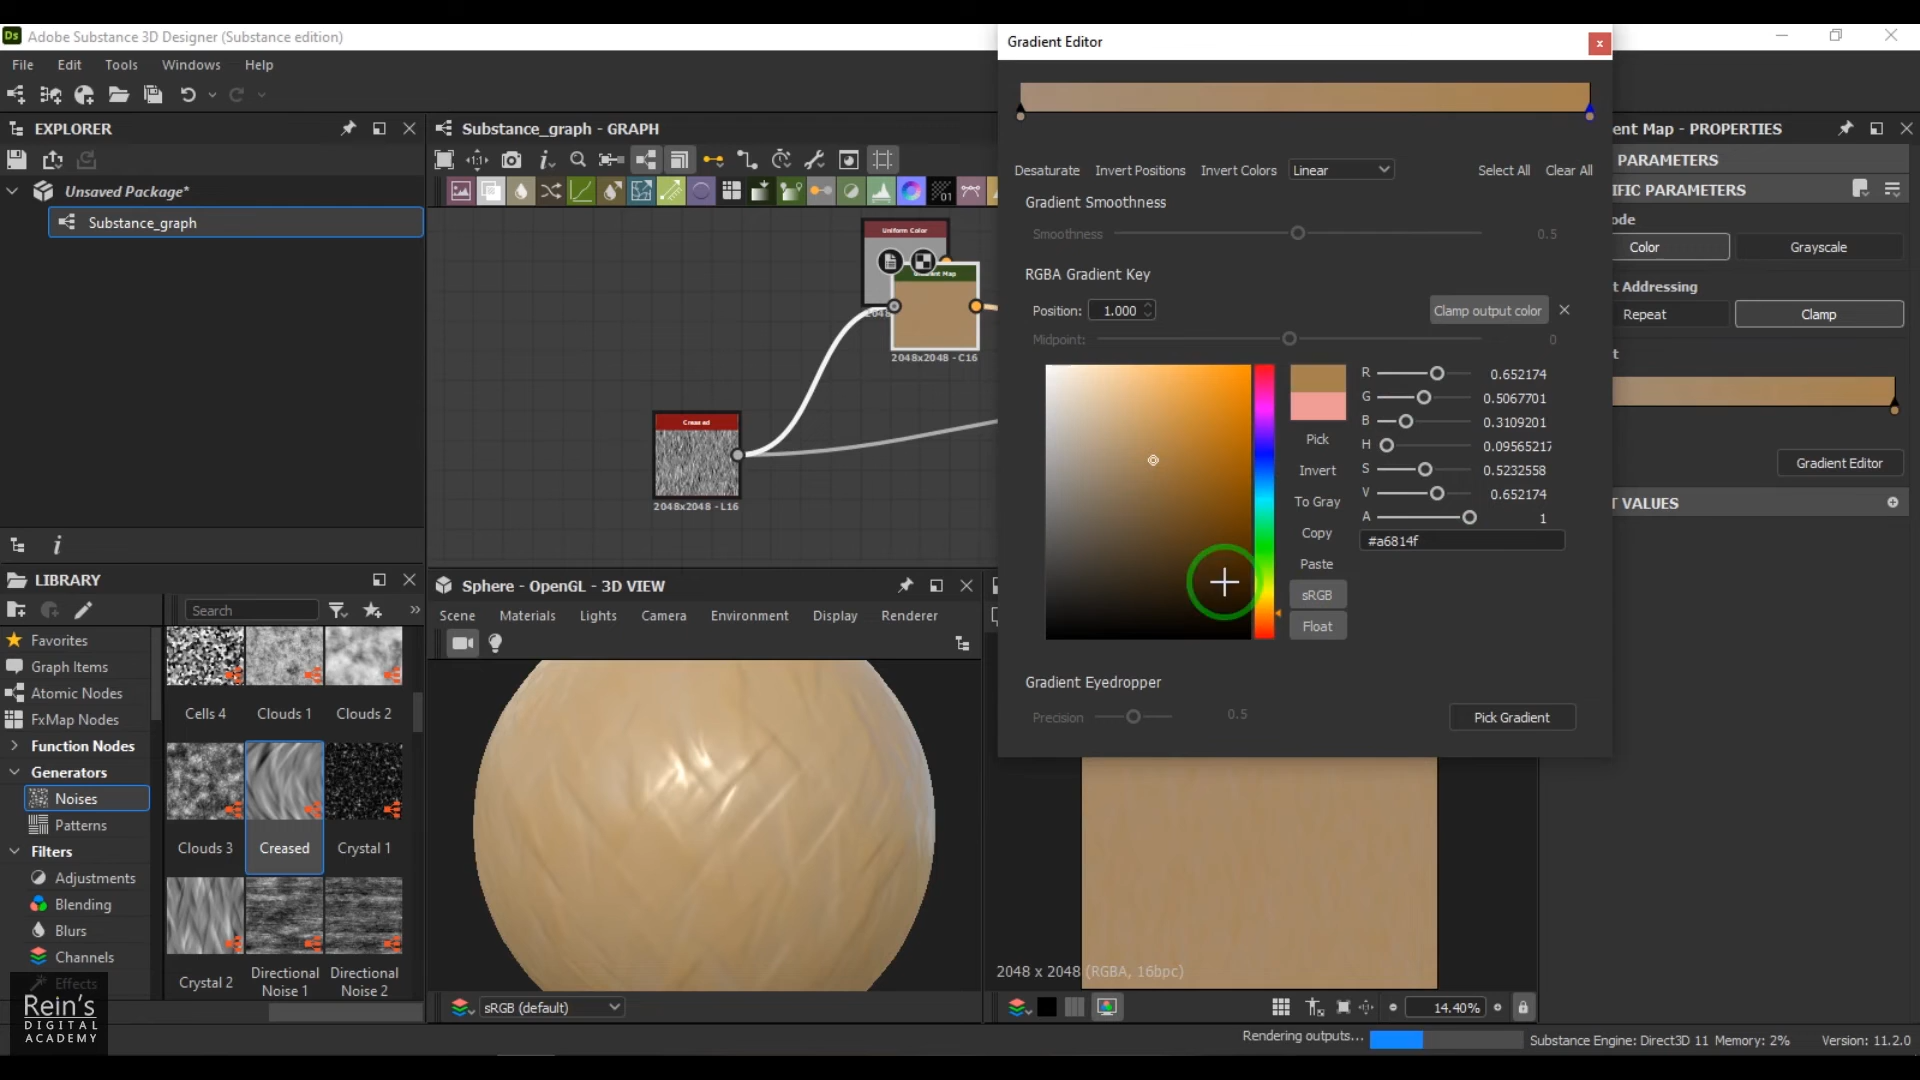 Ds Adobe Substance 3D Designer (Substance edition)
File Edit Tools Windows Help
EXPLORER
Unsaved Package*
Substance_graph
Substance_graph - GRAPH
Uniform Color
2048x2048 - C16
Creased
2048x2048 - L16
LIBRARY
Search
Favorites
Graph Items
Atomic Nodes
FxMap Nodes
Function Nodes
Generators
Noises
Patterns
Filters
Adjustments
Blending
Blurs
Channels
Effects
Cells 4 Clouds 1 Clouds 2
Clouds 3 Creased Crystal 1
Crystal 2 Directional Noise 1 Directional Noise 2
Sphere - OpenGL - 3D VIEW
Scene Materials Lights Camera Environment Display Renderer
sRGB (default)
Gradient Editor
Desaturate Invert Positions Invert Colors Linear Select All Clear All
Gradient Smoothness
Smoothness 0.5
RGBA Gradient Key
Position: 1.000 Clamp output color
Midpoint: 0
Pick
Invert
To Gray
Copy
Paste
sRGB
Float
R 0.652174
G 0.5067701
B 0.3109201
H 0.09565217
S 0.5232558
V 0.652174
A 1
#a6814f
Gradient Eyedropper
Precision 0.5 Pick Gradient
ent Map - PROPERTIES
PARAMETERS
IFIC PARAMETERS
ode
Color Grayscale
t Addressing
Repeat Clamp
t
Gradient Editor
T VALUES
2048 x 2048 (RGBA, 16bpc)
14.40%
Rendering outputs... Substance Engine: Direct3D 11 Memory: 2% Version: 11.2.0
Rein's
DIGITAL
ACADEMY